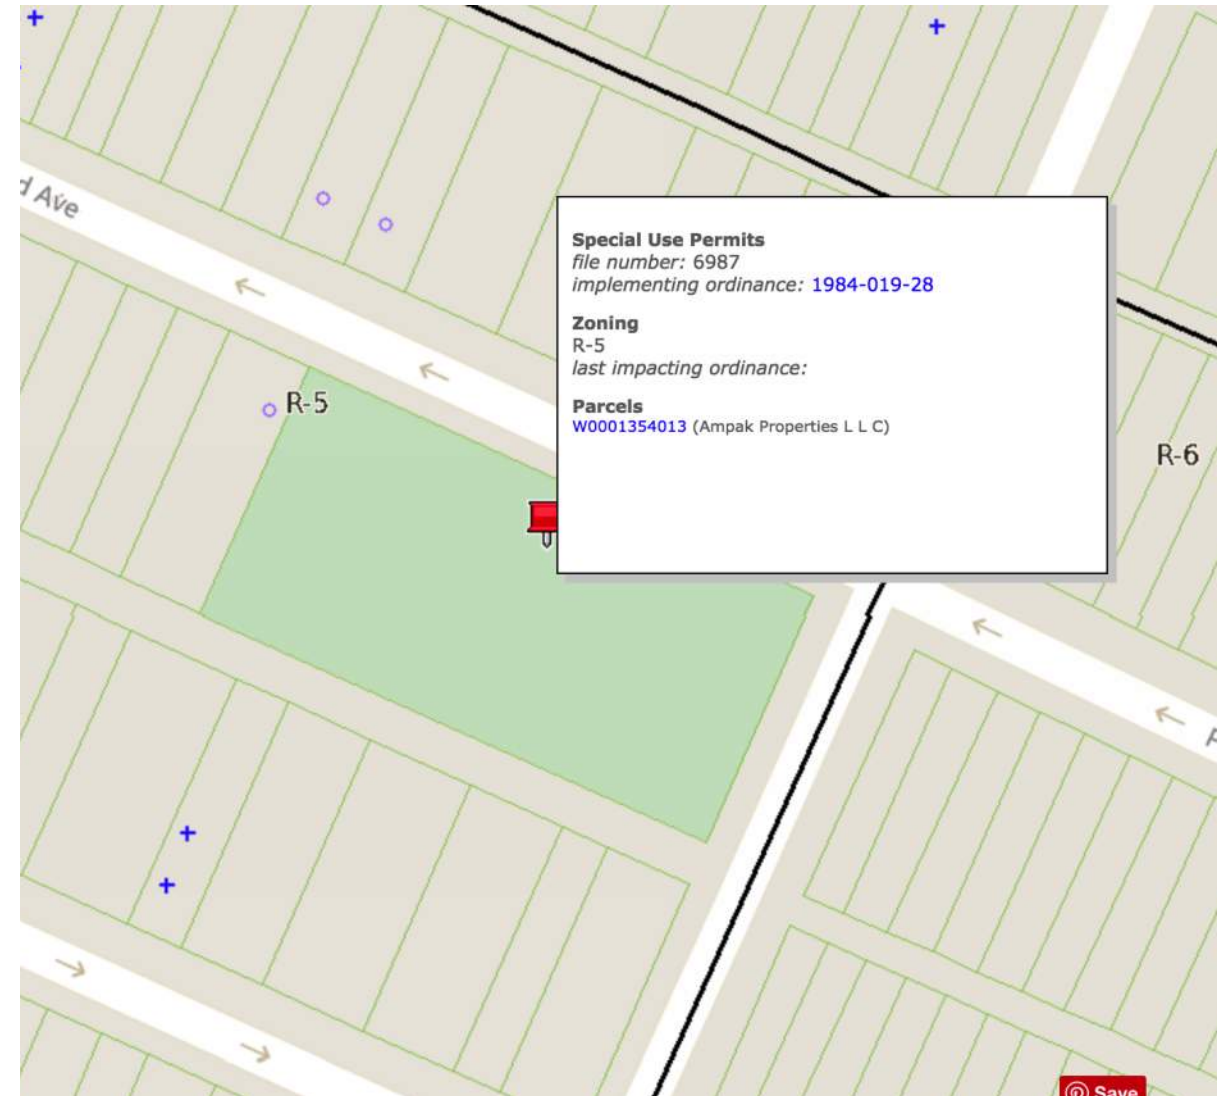 d Ave
Special Use Permits
file number: 6987
implementing ordinance: 1984-019-28
Zoning
R-5
last impacting ordinance:
Parcels
W0001354013 (Ampak Properties L L C)
R-5
R-6
Save